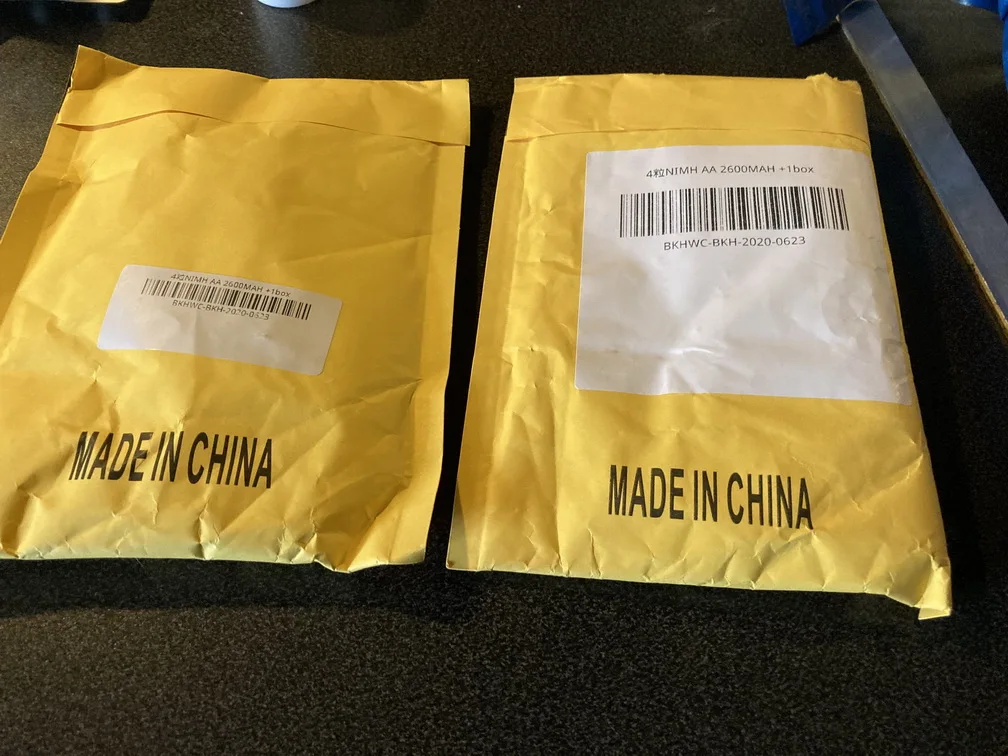 4粒NIMH AA 2600MAH +1box
BKHWC-BKH-2020-0623
MADE IN CHINA
4粒NIMH AA 2600MAH +1box
BKHWC-BKH-2020-0623
MADE IN CHINA